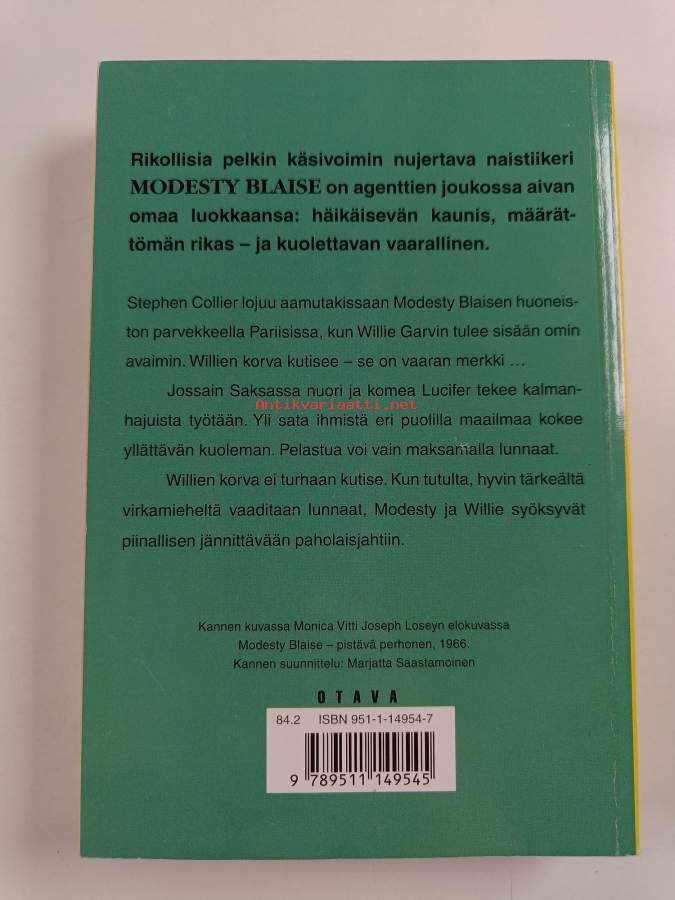 Rikollisia pelkin käsivoimin nujertava naistiikeri
MODESTY BLAISE on agenttien joukossa aivan
omaa luokkaansa: häikäisevän kaunis, määrät-
tömän rikas – ja kuolettavan vaarallinen.
Stephen Collier lojuu aamutakissaan Modesty Blaisen huoneis-
ton parvekkeella Pariisissa, kun Willie Garvin tulee sisään omin
avaimin. Willien korva kutisee – se on vaaran merkki ...
Jossain Saksassa nuori ja komea Lucifer tekee kalman-
Antikvariaatti.net
hajuista työtään. Yli sata ihmistä eri puolilla maailmaa kokee
yllättävän kuoleman. Pelastua voi vain maksamalla lunnaat.
Willien korva ei turhaan kutise. Kun tutulta, hyvin tärkeältä
virkamieheltä vaaditaan lunnaat, Modesty ja Willie syöksyvät
piinallisen jännittävään paholaisjahtiin.
Kannen kuvassa Monica Vitti Joseph Loseyn elokuvassa
Modesty Blaise – pistävä perhonen, 1966.
Kannen suunnittelu: Marjatta Saastamoinen
OTAVA
84.2 ISBN 951-1-14954-7
9 789511 149545